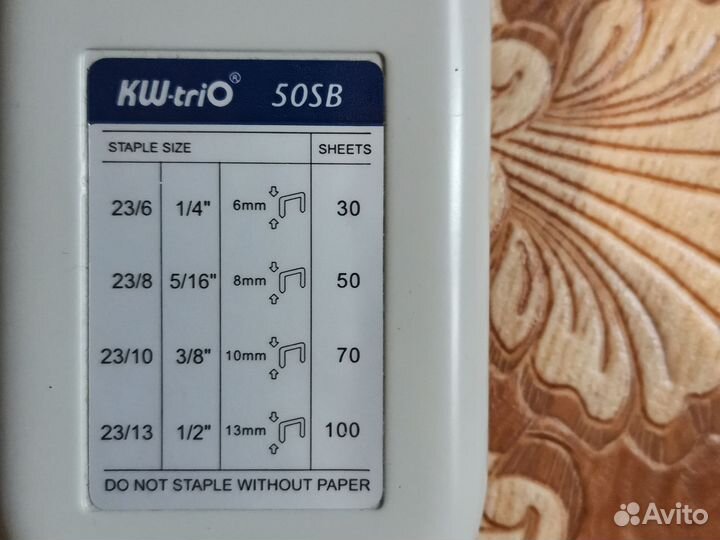 KW-triO® 50SB
STAPLE SIZE SHEETS
23/6 1/4" 6mm 30
23/8 5/16" 8mm 50
23/10 3/8" 10mm 70
23/13 1/2" 13mm 100
DO NOT STAPLE WITHOUT PAPER
Avito